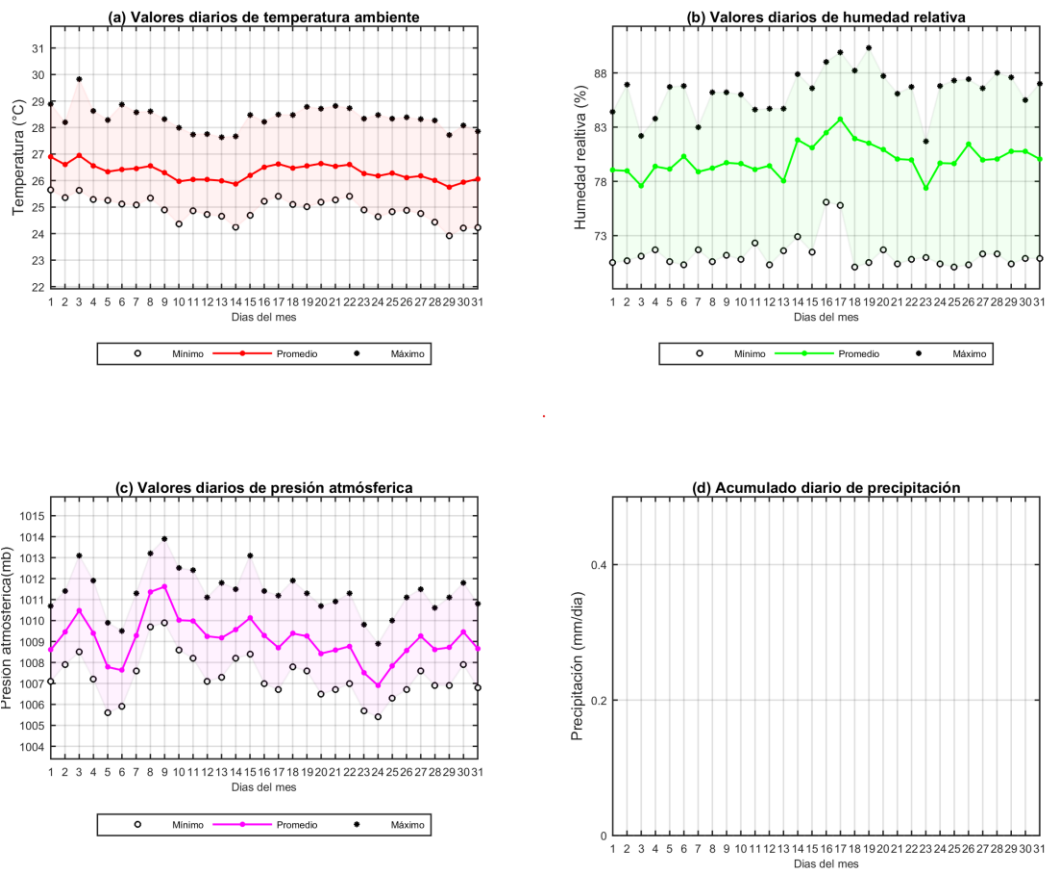 (a) Valores diarios de temperatura ambiente
Temperatura (°C)
31
30
29
28
27
26
25
24
23
22
1 2 3 4 5 6 7 8 9 10 11 12 13 14 15 16 17 18 19 20 21 22 23 24 25 26 27 28 29 30 31
Dias del mes
Mínimo Promedio Máximo
(b) Valores diarios de humedad relativa
Humedad realtiva (%)
88
83
78
73
1 2 3 4 5 6 7 8 9 10 11 12 13 14 15 16 17 18 19 20 21 22 23 24 25 26 27 28 29 30 31
Dias del mes
Mínimo Promedio Máximo
(c) Valores diarios de presión atmósferica
Presión atmósferica(mb)
1015
1014
1013
1012
1011
1010
1009
1008
1007
1006
1005
1004
1 2 3 4 5 6 7 8 9 10 11 12 13 14 15 16 17 18 19 20 21 22 23 24 25 26 27 28 29 30 31
Dias del mes
Mínimo Promedio Máximo
(d) Acumulado diario de precipitación
Precipitación (mm/dia)
0.4
0.2
0
1 2 3 4 5 6 7 8 9 10 11 12 13 14 15 16 17 18 19 20 21 22 23 24 25 26 27 28 29 30 31
Dias del mes